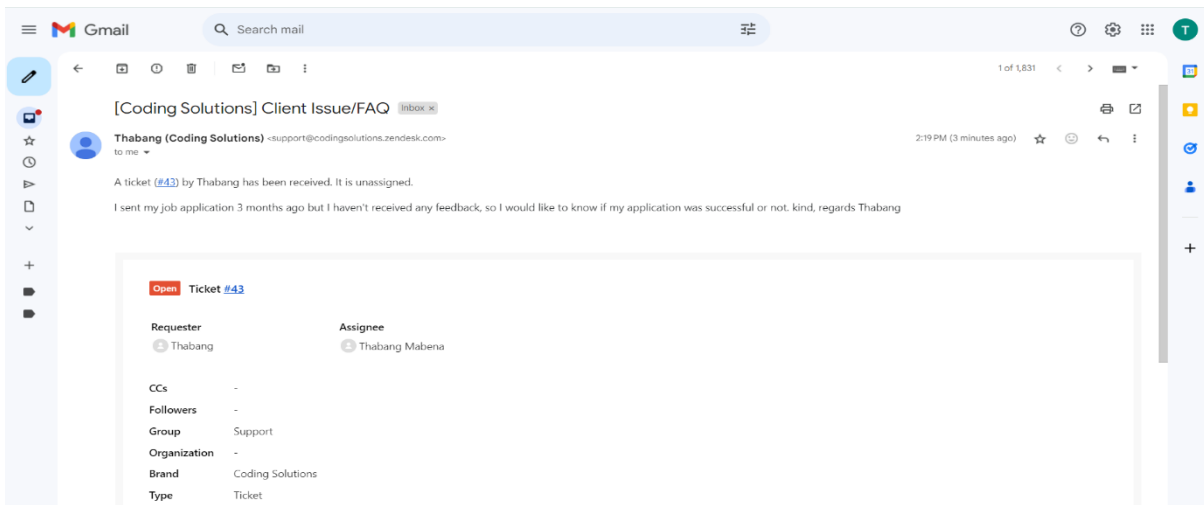 Gmail
Search mail
T
1 of 1,831
31
[Coding Solutions] Client Issue/FAQ Inbox ×
Thabang (Coding Solutions) <support@codingsolutions.zendesk.com>
2:19 PM (3 minutes ago)
to me
A ticket (#43) by Thabang has been received. It is unassigned.
I sent my job application 3 months ago but I haven't received any feedback, so I would like to know if my application was successful or not. kind, regards Thabang
Open Ticket #43
Requester Assignee
Thabang Thabang Mabena
CCs -
Followers -
Group Support
Organization -
Brand Coding Solutions
Type Ticket